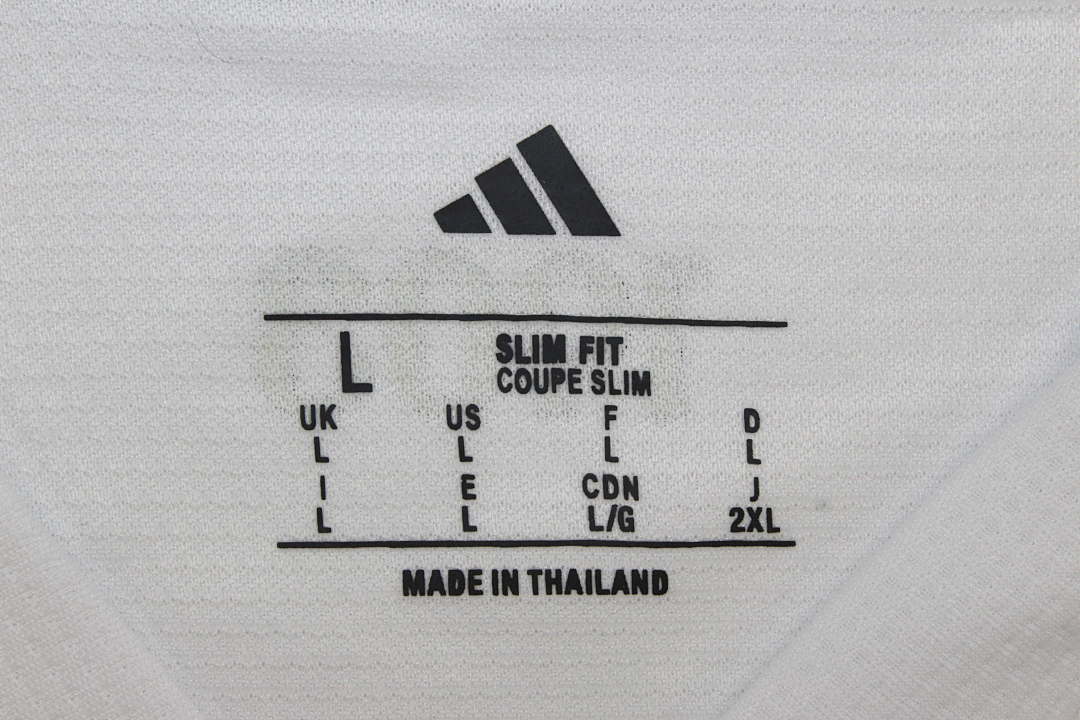 L SLIM FIT
COUPE SLIM
UK US F D
L L L L
I E CDN J
L L L/G 2XL
MADE IN THAILAND